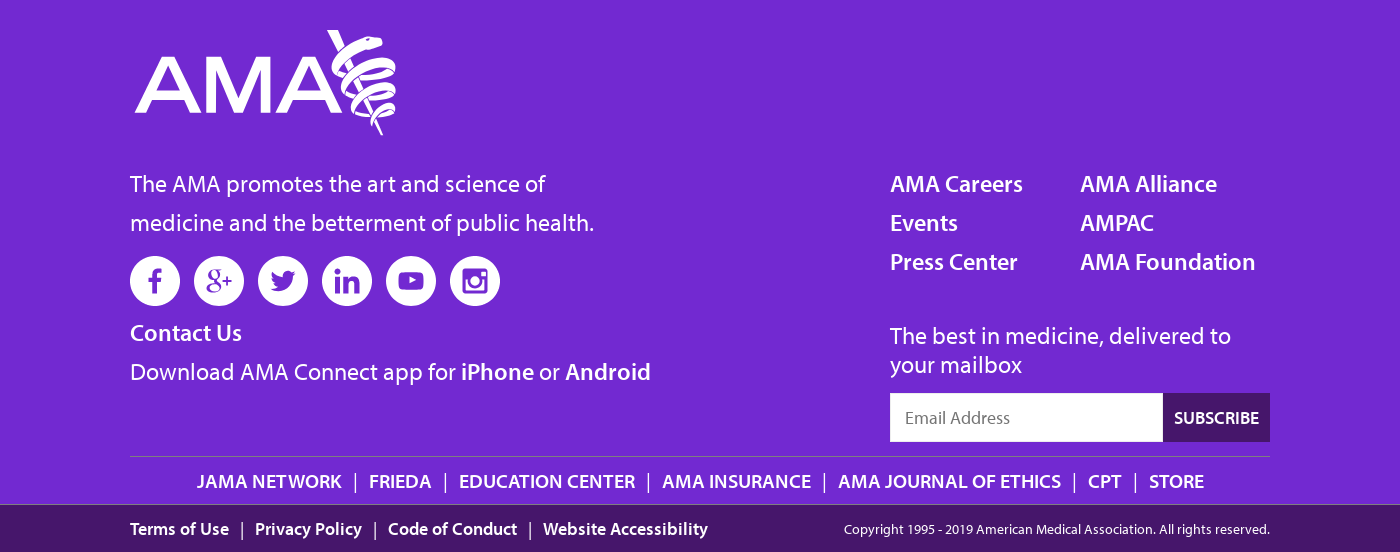 AMA
The AMA promotes the art and science of
medicine and the betterment of public health.
Contact Us
Download AMA Connect app for iPhone or Android
AMA Careers
Events
Press Center
AMA Alliance
AMPAC
AMA Foundation
The best in medicine, delivered to
your mailbox
Email Address
SUBSCRIBE
JAMA NETWORK | FRIEDA | EDUCATION CENTER | AMA INSURANCE | AMA JOURNAL OF ETHICS | CPT | STORE
Terms of Use | Privacy Policy | Code of Conduct | Website Accessibility
Copyright 1995 - 2019 American Medical Association. All rights reserved.